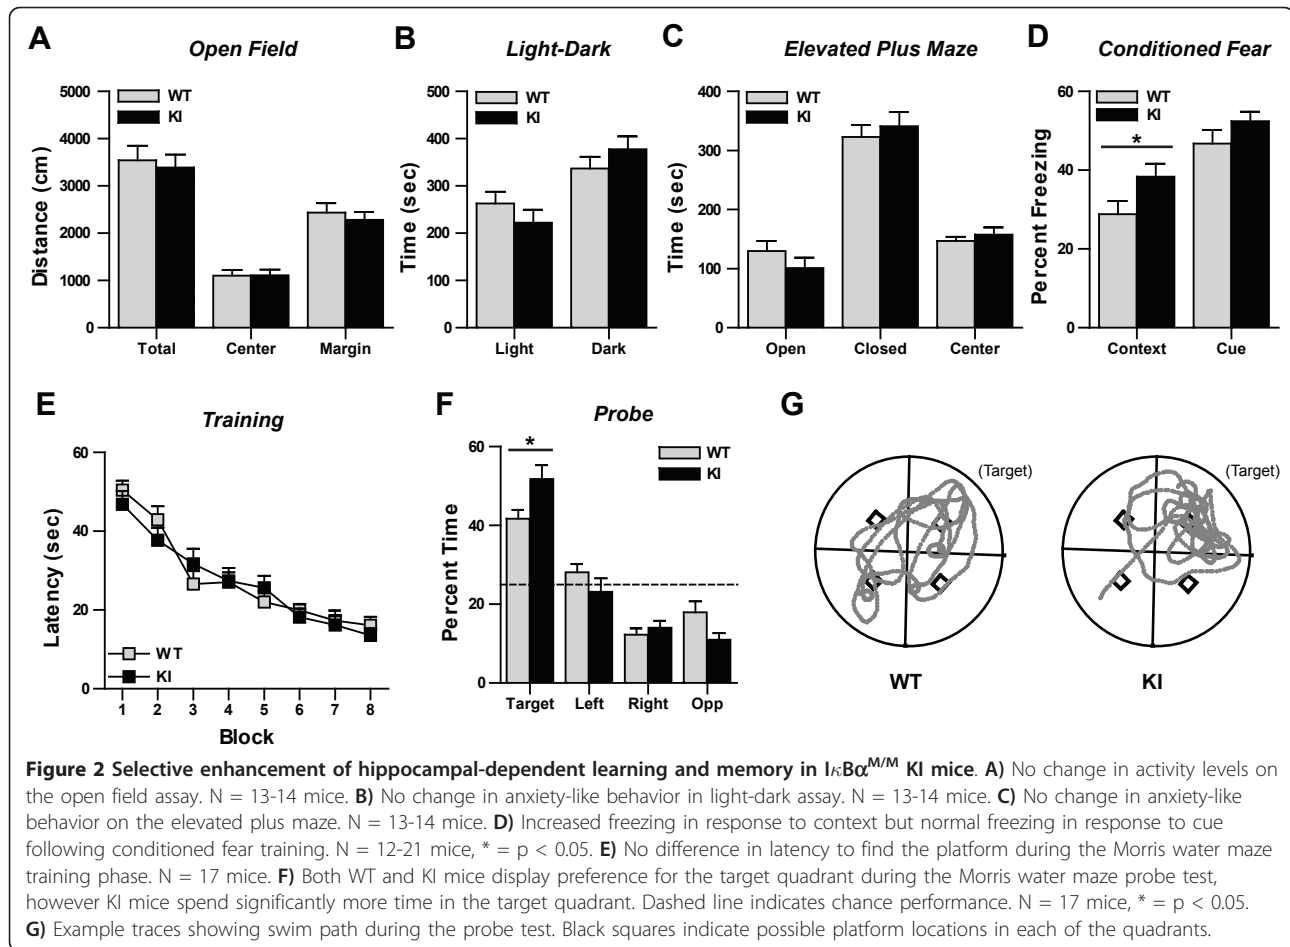 A
Open Field
5000
4000
3000
2000
1000
0
Distance (cm)
WT
KI
Total Center Margin
B
Light-Dark
500
400
300
200
100
0
Time (sec)
WT
KI
Light Dark
C
Elevated Plus Maze
400
300
200
100
0
Time (sec)
WT
KI
Open Closed Center
D
Conditioned Fear
60
40
20
0
Percent Freezing
WT
KI
*
Context Cue
E
Training
60
40
20
0
Latency (sec)
WT
KI
1 2 3 4 5 6 7 8
Block
F
Probe
60
40
20
0
Percent Time
*
WT
KI
Target Left Right Opp
G
(Target)
WT
(Target)
KI
Figure 2 Selective enhancement of hippocampal-dependent learning and memory in IκBα^M/M KI mice. A) No change in activity levels on
the open field assay. N = 13-14 mice. B) No change in anxiety-like behavior in light-dark assay. N = 13-14 mice. C) No change in anxiety-like
behavior on the elevated plus maze. N = 13-14 mice. D) Increased freezing in response to context but normal freezing in response to cue
following conditioned fear training. N = 12-21 mice, * = p < 0.05. E) No difference in latency to find the platform during the Morris water maze
training phase. N = 17 mice. F) Both WT and KI mice display preference for the target quadrant during the Morris water maze probe test,
however KI mice spend significantly more time in the target quadrant. Dashed line indicates chance performance. N = 17 mice, * = p < 0.05.
G) Example traces showing swim path during the probe test. Black squares indicate possible platform locations in each of the quadrants.